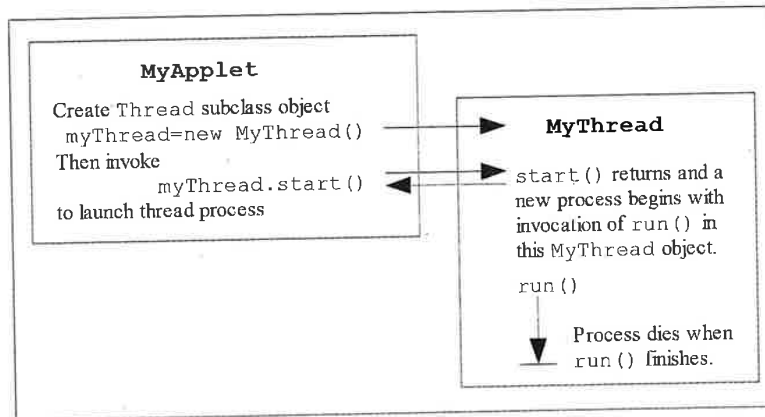 MyApplet
Create Thread subclass object
myThread=new MyThread()
Then invoke
myThread.start()
to launch thread process
MyThread
start() returns and a
new process begins with
invocation of run() in
this MyThread object.
run()
Process dies when
run() finishes.